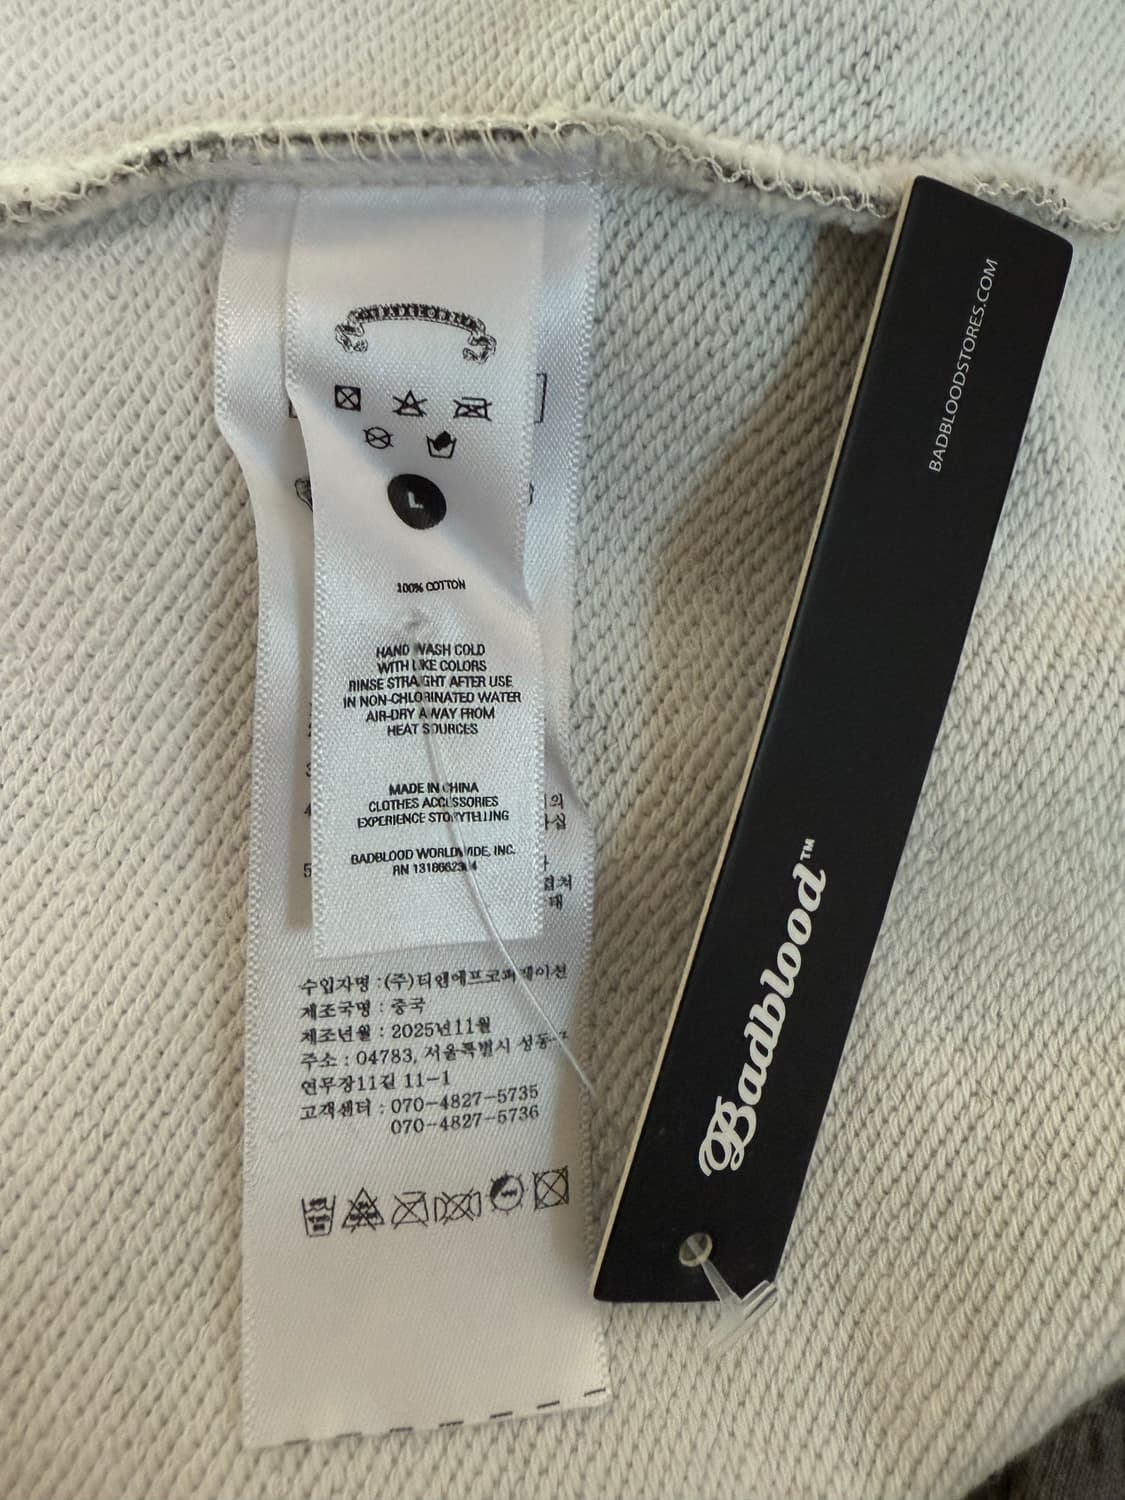 L
100% COTTON
HAND WASH COLD
WITH LIKE COLORS
RINSE STRAIGHT AFTER USE
IN NON-CHLORINATED WATER
AIR-DRY AWAY FROM
HEAT SOURCES
MADE IN CHINA
CLOTHES ACCESSORIES
EXPERIENCE STORYTELLING
BADBLOOD WORLDWIDE, INC.
RN
수입자명 : (주)티엔에프코퍼레이션
제조국명 : 중국
제조년월 : 2025년11월
주소 : 04783, 서울특별시 성동구
연무장11길 11-1
고객센터 : 070-4827-5735
070-4827-5736
BADBLOODSTORES.COM
Badblood™